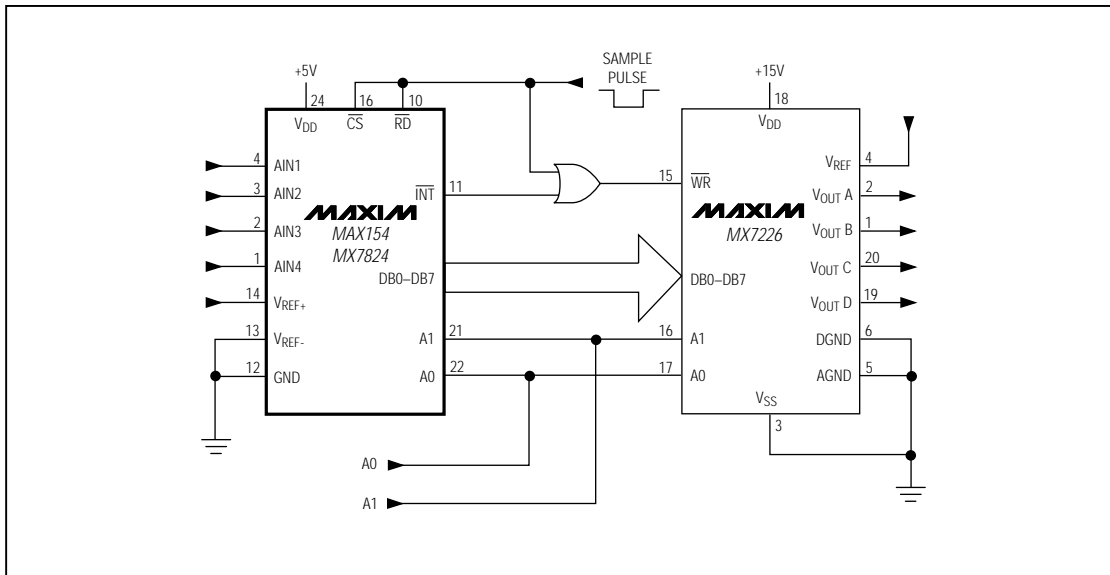 SAMPLE
PULSE
+5V
+15V
24
16
10
18
VDD
CS
RD
VDD
4
AIN1
VREF
4
3
AIN2
INT
11
15
WR
VOUT A
2
2
AIN3
MAXIM
MAX154
MX7824
MAXIM
MX7226
VOUT B
1
1
AIN4
DB0–DB7
DB0–DB7
VOUT C
20
14
VREF+
VOUT D
19
13
VREF-
A1
21
16
A1
DGND
6
12
GND
A0
22
17
A0
AGND
5
VSS
3
A0
A1